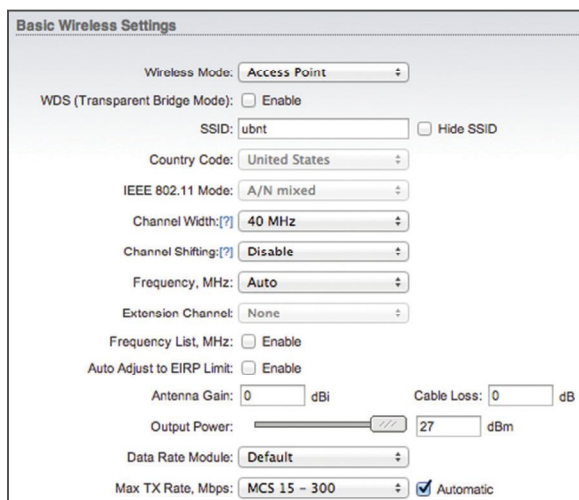 Basic Wireless Settings
Wireless Mode: Access Point
WDS (Transparent Bridge Mode): Enable
SSID: ubnt Hide SSID
Country Code: United States
IEEE 802.11 Mode: A/N mixed
Channel Width:[?] 40 MHz
Channel Shifting:[?] Disable
Frequency, MHz: Auto
Extension Channel: None
Frequency List, MHz: Enable
Auto Adjust to EIRP Limit: Enable
Antenna Gain: 0 dBi Cable Loss: 0 dB
Output Power: 27 dBm
Data Rate Module: Default
Max TX Rate, Mbps: MCS 15 - 300 Automatic